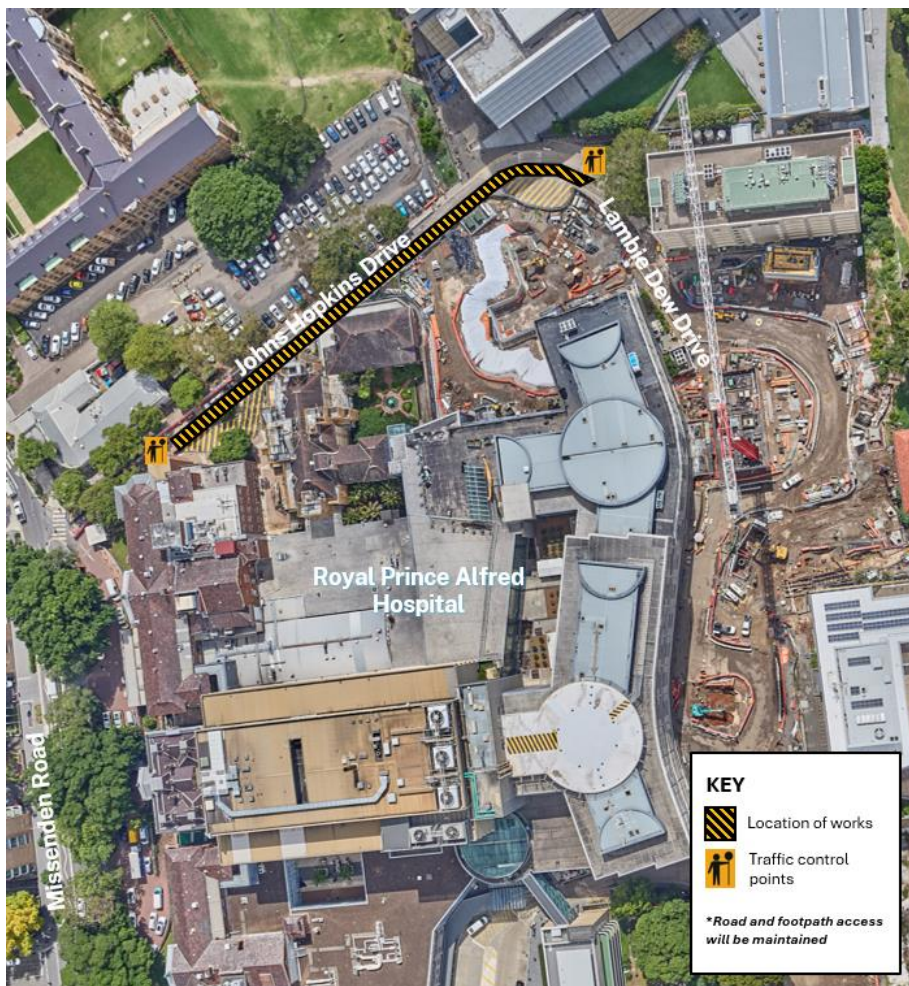 Johns Hopkins Drive
Lambie Dew Drive
Royal Prince Alfred
Hospital
Missenden Road
KEY
Location of works
Traffic control
points
*Road and footpath access
will be maintained